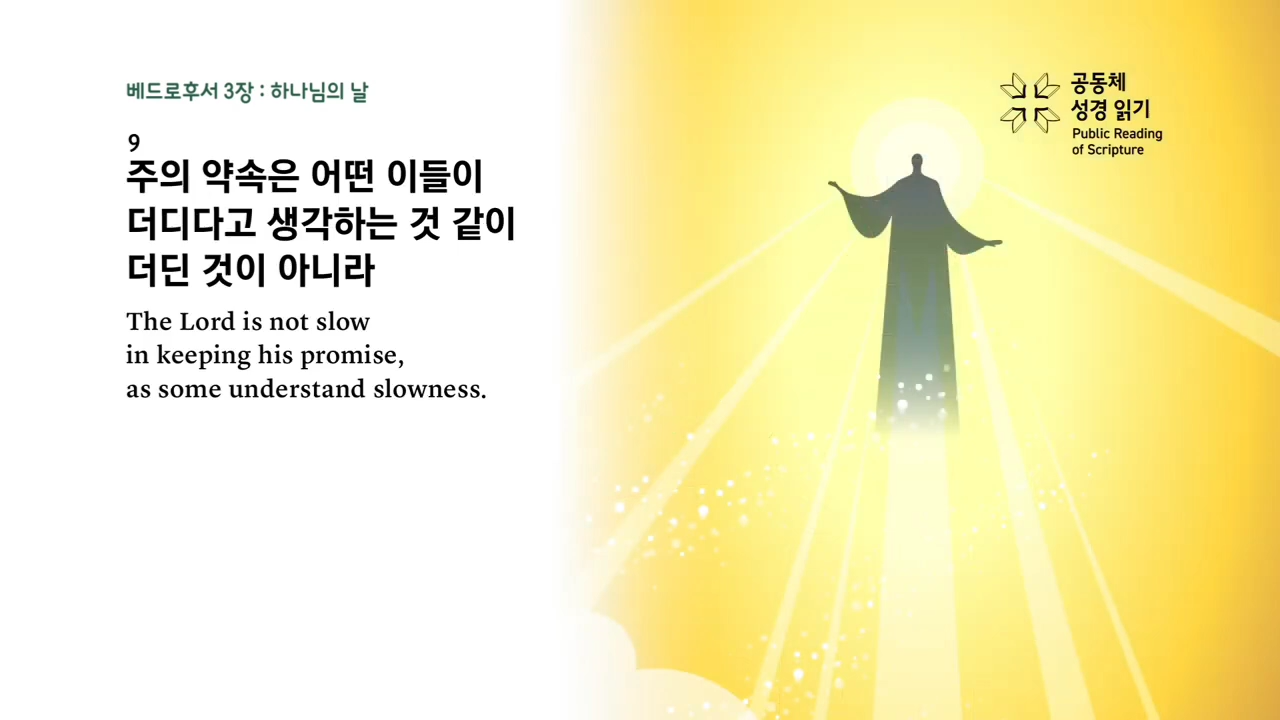 베드로후서 3장 : 하나님의 날
9
주의 약속은 어떤 이들이
더디다고 생각하는 것 같이
더딘 것이 아니라
The Lord is not slow
in keeping his promise,
as some understand slowness.
공동체
성경 읽기
Public Reading
of Scripture